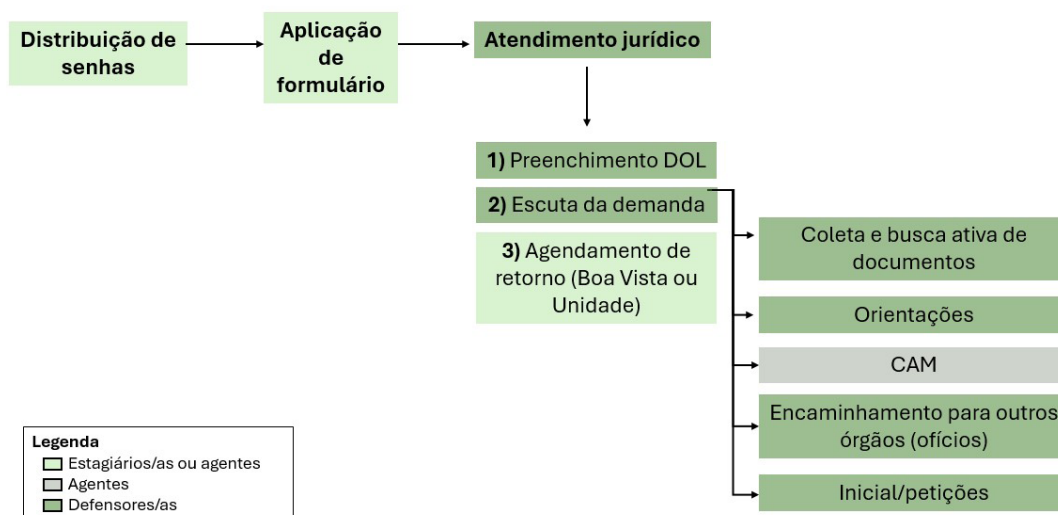 Distribuição de
senhas
Aplicação
de
formulário
Atendimento jurídico
1) Preenchimento DOL
2) Escuta da demanda
3) Agendamento de
retorno (Boa Vista ou
Unidade)
Coleta e busca ativa de
documentos
Orientações
CAM
Encaminhamento para outros
órgãos (ofícios)
Inicial/petições
Legenda
Estagiários/as ou agentes
Agentes
Defensores/as